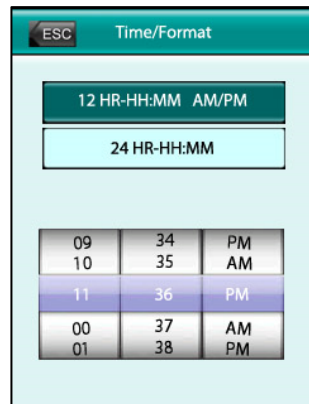 ESC Time/Format
12 HR-HH:MM AM/PM
24 HR-HH:MM
09 34 PM
10 35 AM
11 36 PM
00 37 AM
01 38 PM